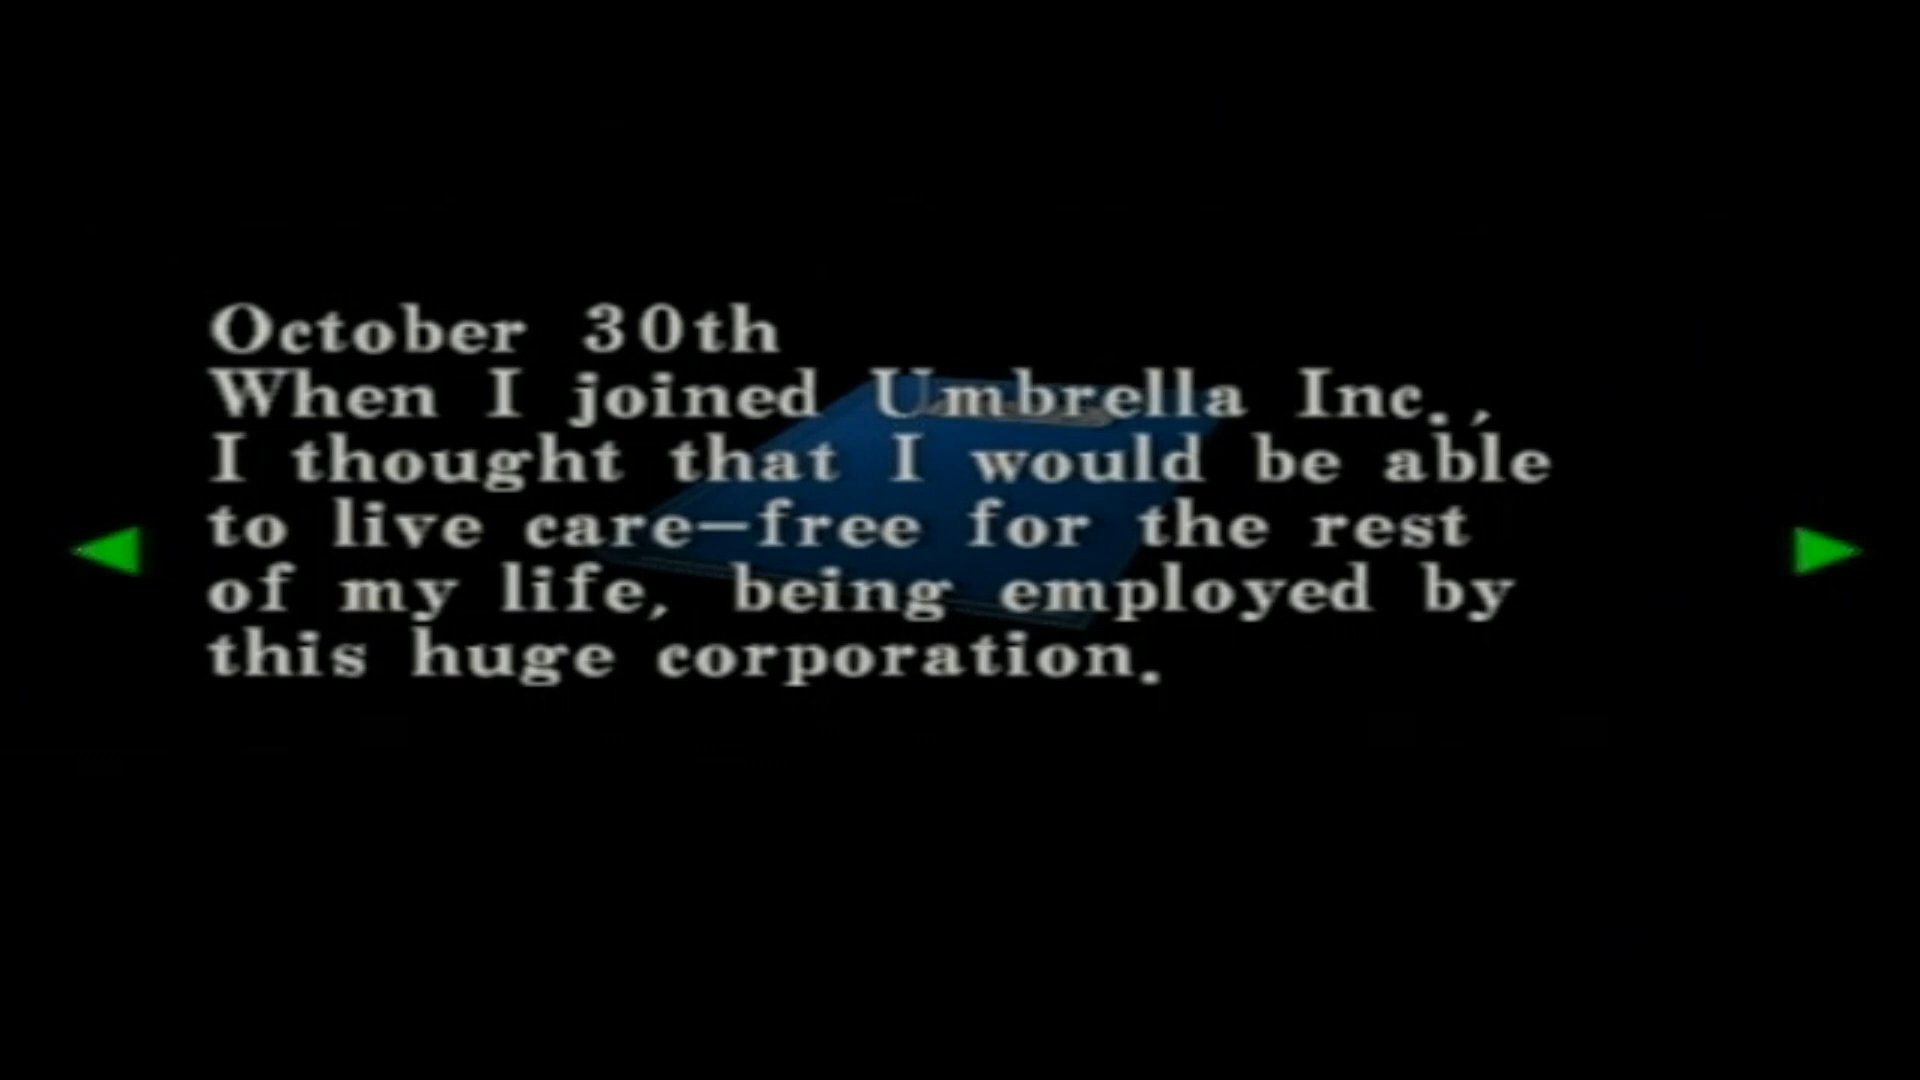 October 30th
When I joined Umbrella Inc.,
I thought that I would be able
to live care-free for the rest
of my life, being employed by
this huge corporation.